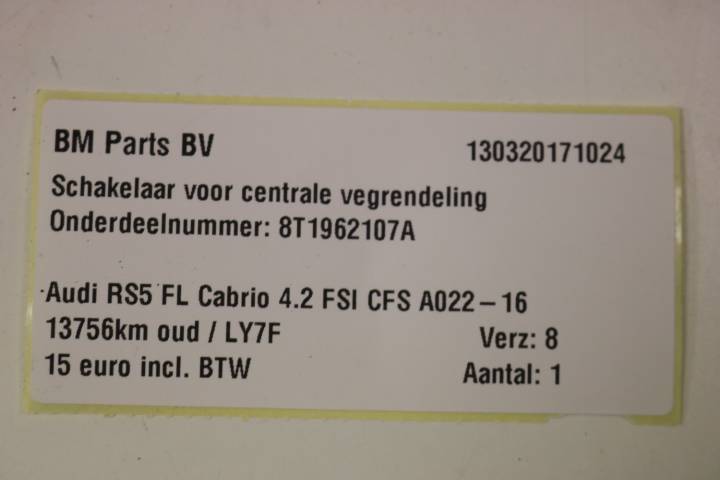 BM Parts BV 130320171024
Schakelaar voor centrale vegrendeling
Onderdeelnummer: 8T1962107A
Audi RS5 FL Cabrio 4.2 FSI CFS A022 – 16
13756km oud / LY7F Verz: 8
15 euro incl. BTW Aantal: 1